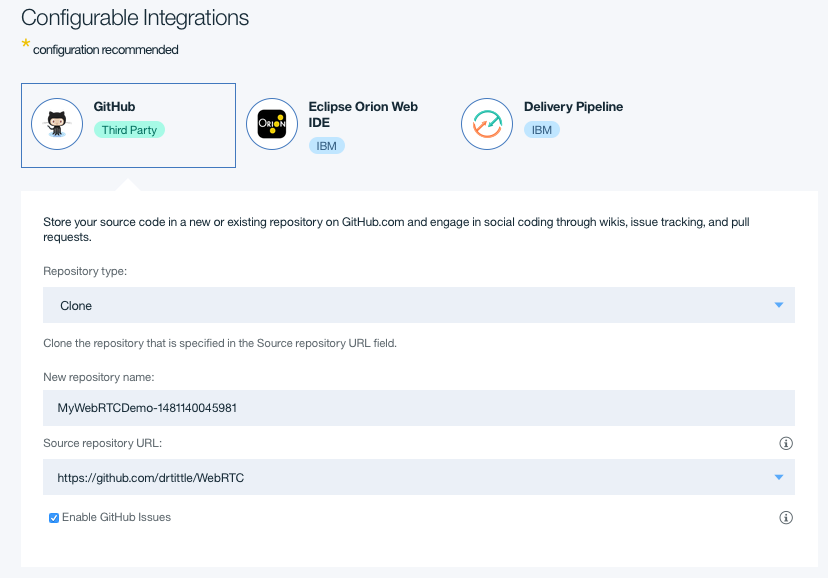 Configurable Integrations
* configuration recommended
GitHub
Third Party
ORION
Eclipse Orion Web
IDE
IBM
Delivery Pipeline
IBM
Store your source code in a new or existing repository on GitHub.com and engage in social coding through wikis, issue tracking, and pull
requests.
Repository type:
Clone
Clone the repository that is specified in the Source repository URL field.
New repository name:
MyWebRTCDemo-1481140045981
Source repository URL:
https://github.com/drtittle/WebRTC
Enable GitHub Issues